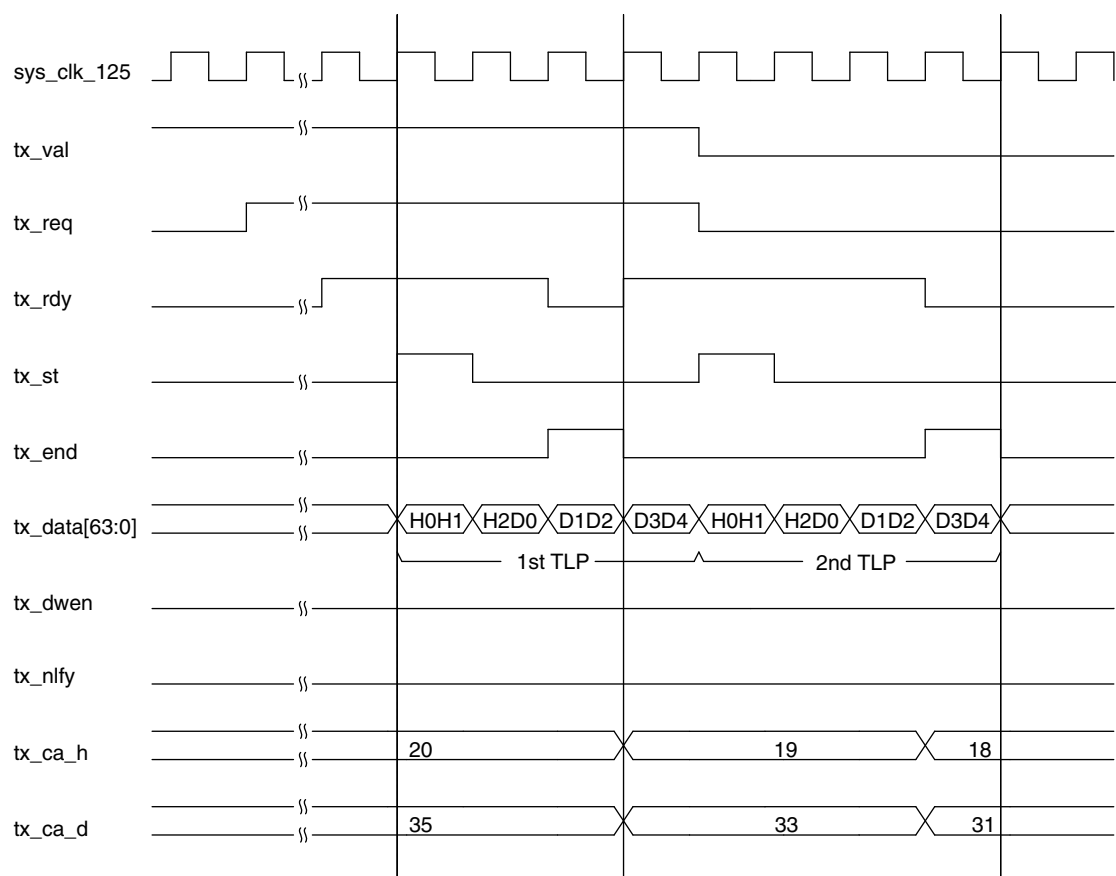 sys_clk_125
tx_val
tx_req
tx_rdy
tx_st
tx_end
tx_data[63:0] H0H1 H2D0 D1D2 D3D4 H0H1 H2D0 D1D2 D3D4
1st TLP 2nd TLP
tx_dwen
tx_nlfy
tx_ca_h 20 19 18
tx_ca_d 35 33 31